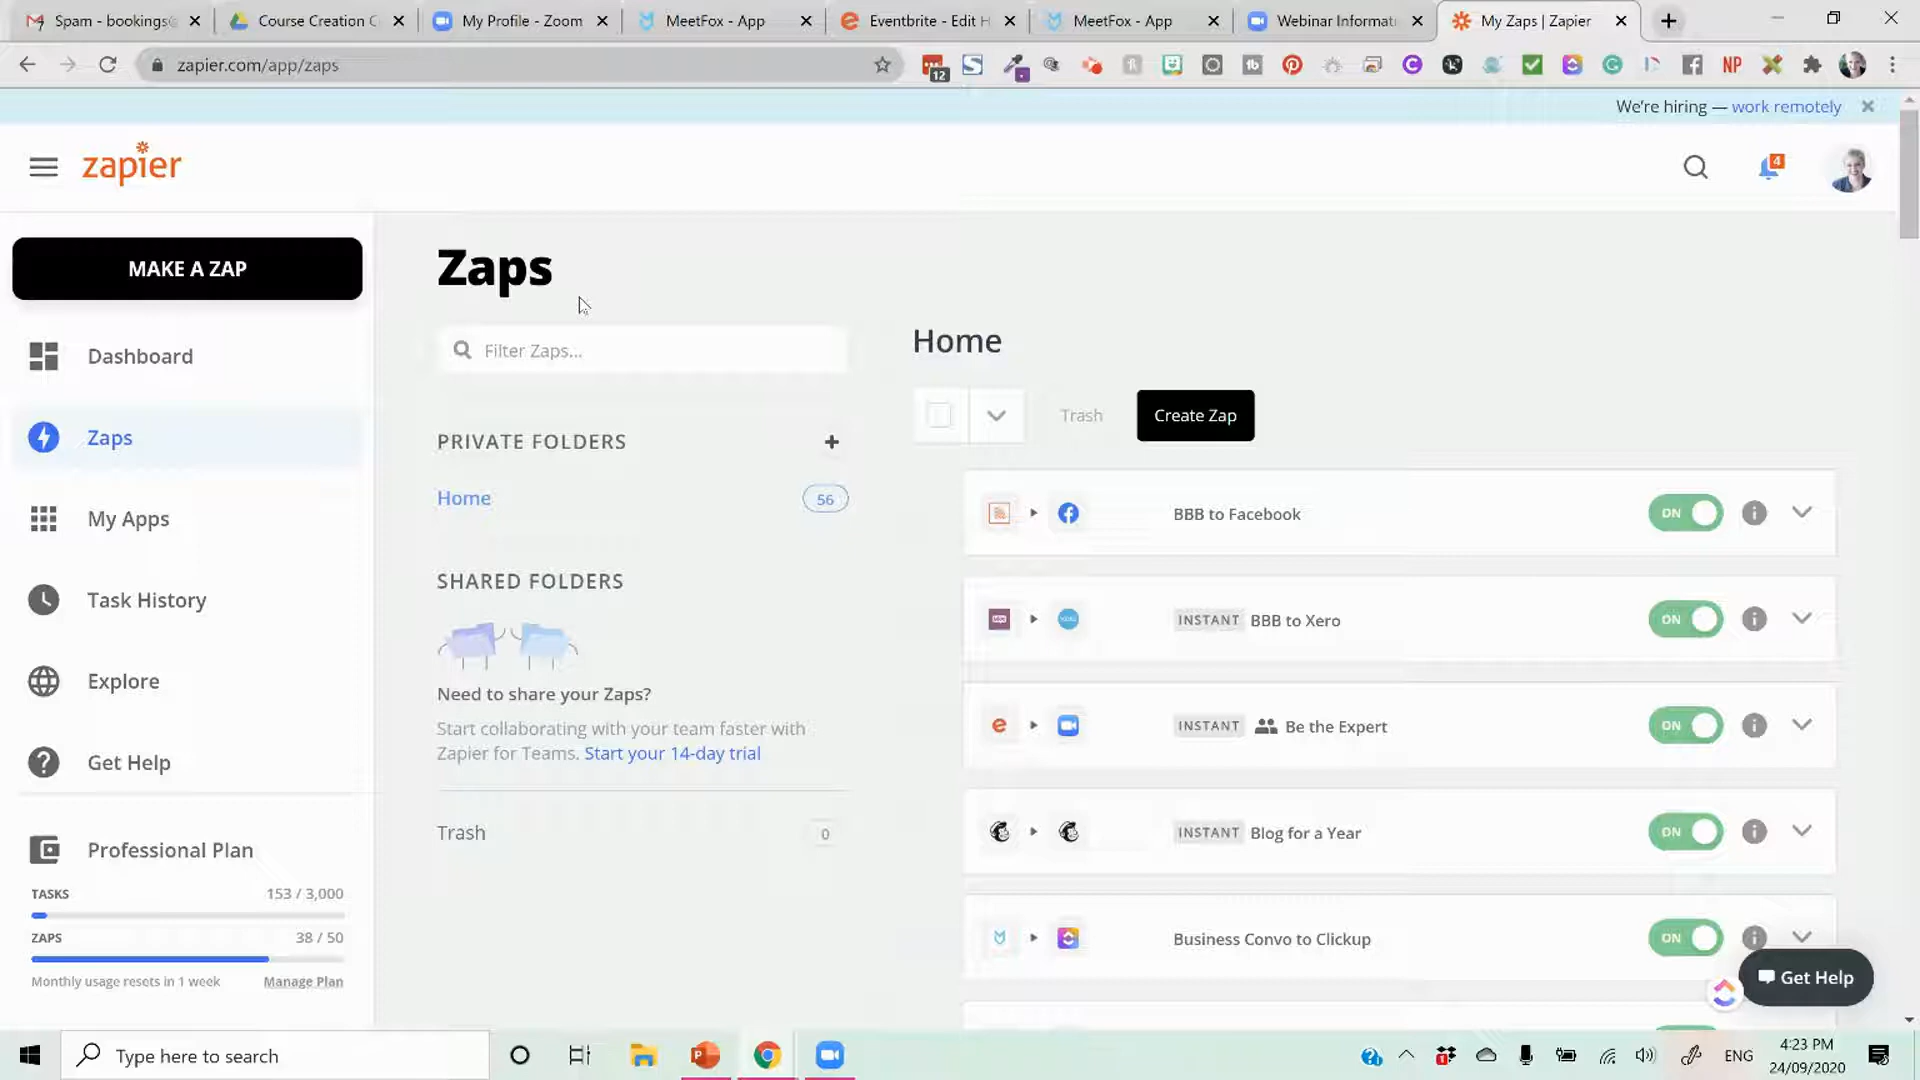 Spam - bookings@
Course Creation C
My Profile - Zoom
MeetFox - App
Eventbrite - Edit H
MeetFox - App
Webinar Informati
My Zaps | Zapier
zapier.com/app/zaps
12
NP
We're hiring — work remotely
zapier
4
MAKE A ZAP
Dashboard
Zaps
My Apps
Task History
Explore
Get Help
Professional Plan
TASKS 153 / 3,000
ZAPS 38 / 50
Monthly usage resets in 1 week Manage Plan
Zaps
Filter Zaps...
PRIVATE FOLDERS
Home 56
SHARED FOLDERS
Need to share your Zaps?
Start collaborating with your team faster with
Zapier for Teams. Start your 14-day trial
Trash 0
Home
Trash
Create Zap
BBB to Facebook ON
INSTANT BBB to Xero ON
INSTANT Be the Expert ON
INSTANT Blog for a Year ON
Business Convo to Clickup ON
Get Help
Type here to search
ENG
4:23 PM
24/09/2020